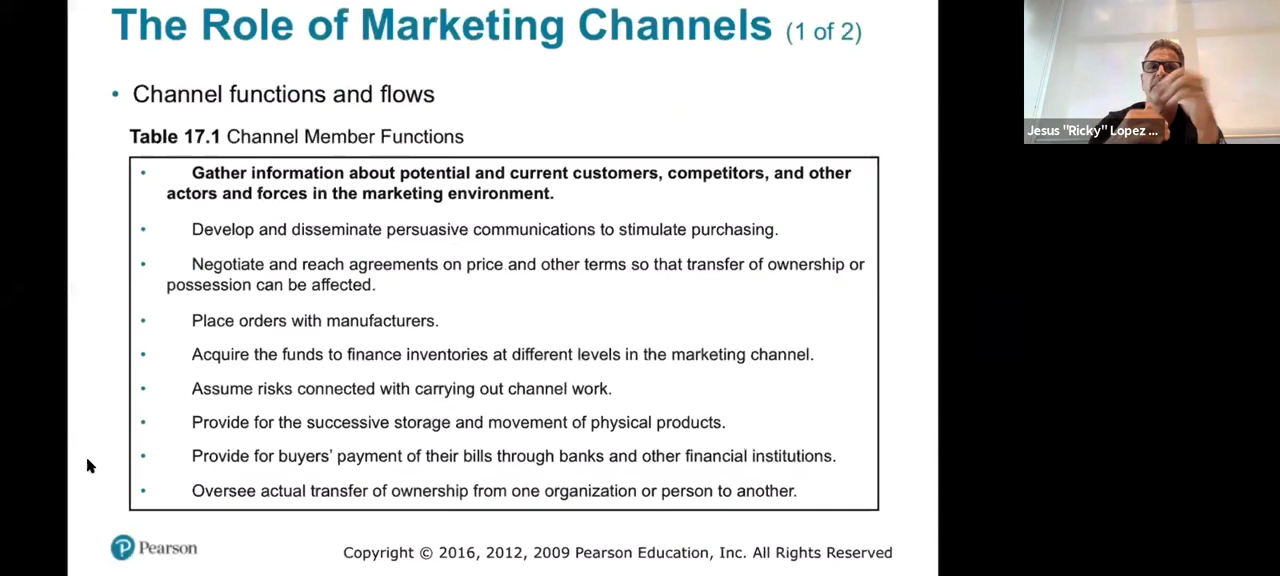 The Role of Marketing Channels (1 of 2)
• Channel functions and flows
Table 17.1 Channel Member Functions
• Gather information about potential and current customers, competitors, and other
actors and forces in the marketing environment.
• Develop and disseminate persuasive communications to stimulate purchasing.
• Negotiate and reach agreements on price and other terms so that transfer of ownership or
possession can be affected.
• Place orders with manufacturers.
• Acquire the funds to finance inventories at different levels in the marketing channel.
• Assume risks connected with carrying out channel work.
• Provide for the successive storage and movement of physical products.
• Provide for buyers' payment of their bills through banks and other financial institutions.
• Oversee actual transfer of ownership from one organization or person to another.
P Pearson
Copyright © 2016, 2012, 2009 Pearson Education, Inc. All Rights Reserved
Jesus "Ricky" Lopez ...